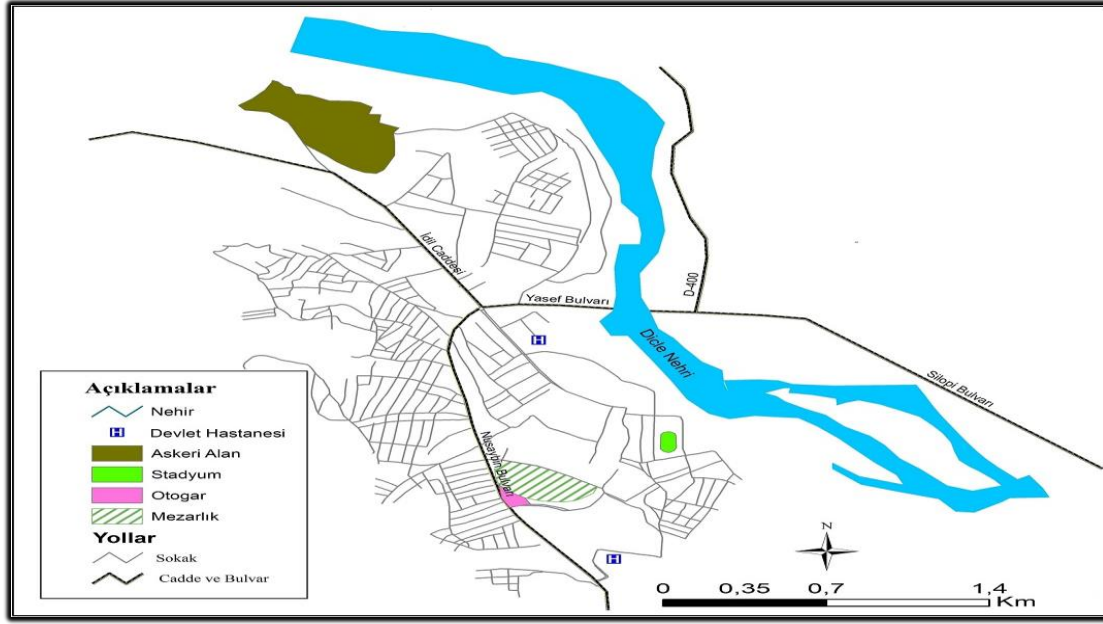 İdil Caddesi
Yasef Bulvarı
D-400
Dicle Nehri
Silopi Bulvarı
Nusaybin Bulvarı
H
H
Açıklamalar
Nehir
H Devlet Hastanesi
Askeri Alan
Stadyum
Otogar
Mezarlık
Yollar
Sokak
Cadde ve Bulvar
N
0 0,35 0,7 1,4
Km